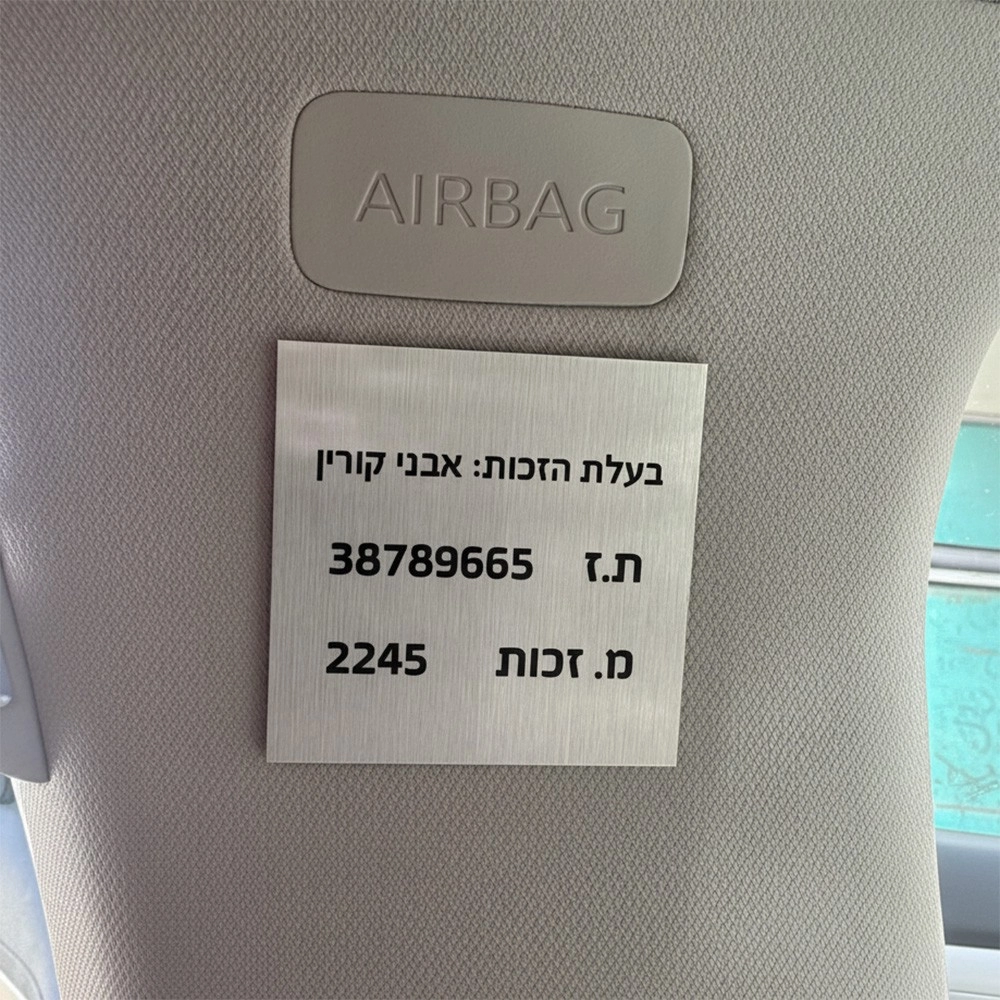 AIRBAG
בעלת הזכות: אבני קורין
ת.ז 38789665
מ. זכות 2245